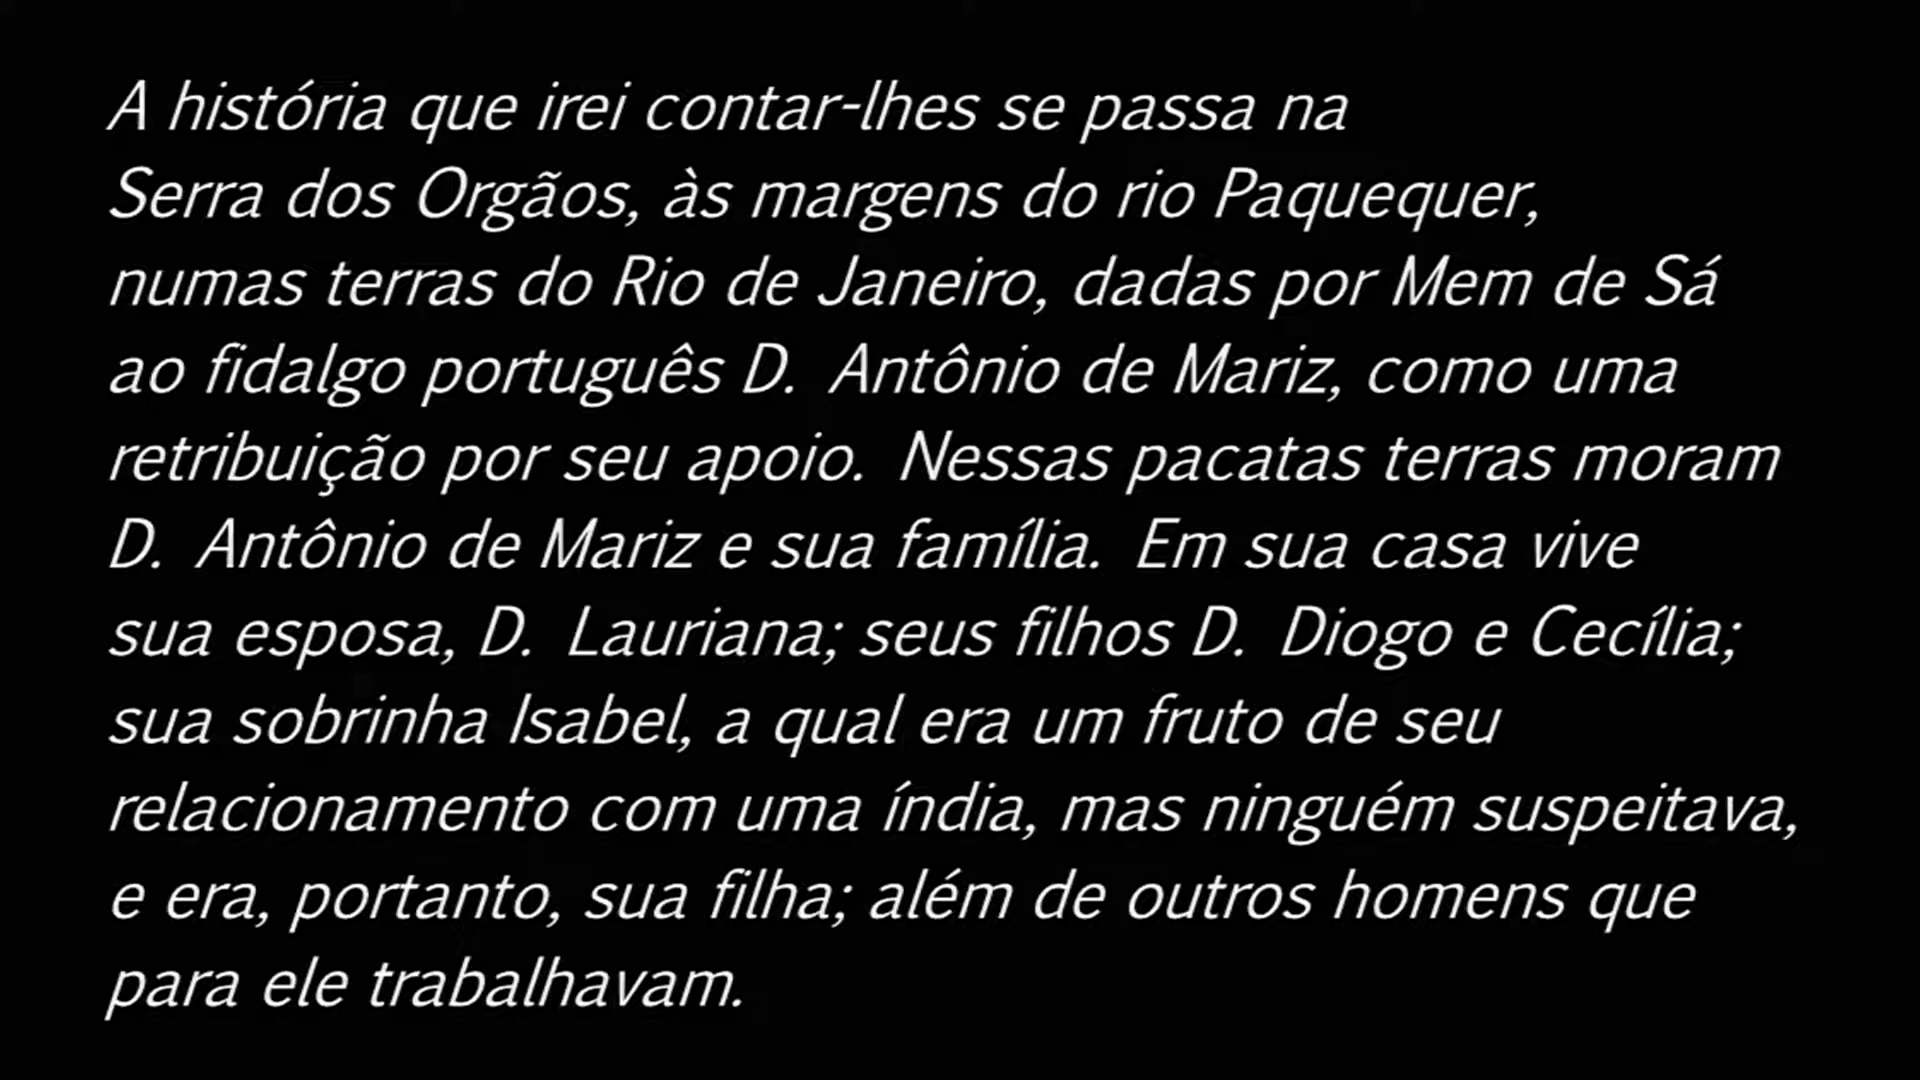 A história que irei contar-lhes se passa na
Serra dos Orgãos, às margens do rio Paquequer,
numas terras do Rio de Janeiro, dadas por Mem de Sá
ao fidalgo português D. Antônio de Mariz, como uma
retribuição por seu apoio. Nessas pacatas terras moram
D. Antônio de Mariz e sua família. Em sua casa vive
sua esposa, D. Lauriana; seus filhos D. Diogo e Cecília;
sua sobrinha Isabel, a qual era um fruto de seu
relacionamento com uma índia, mas ninguém suspeitava,
e era, portanto, sua filha; além de outros homens que
para ele trabalhavam.